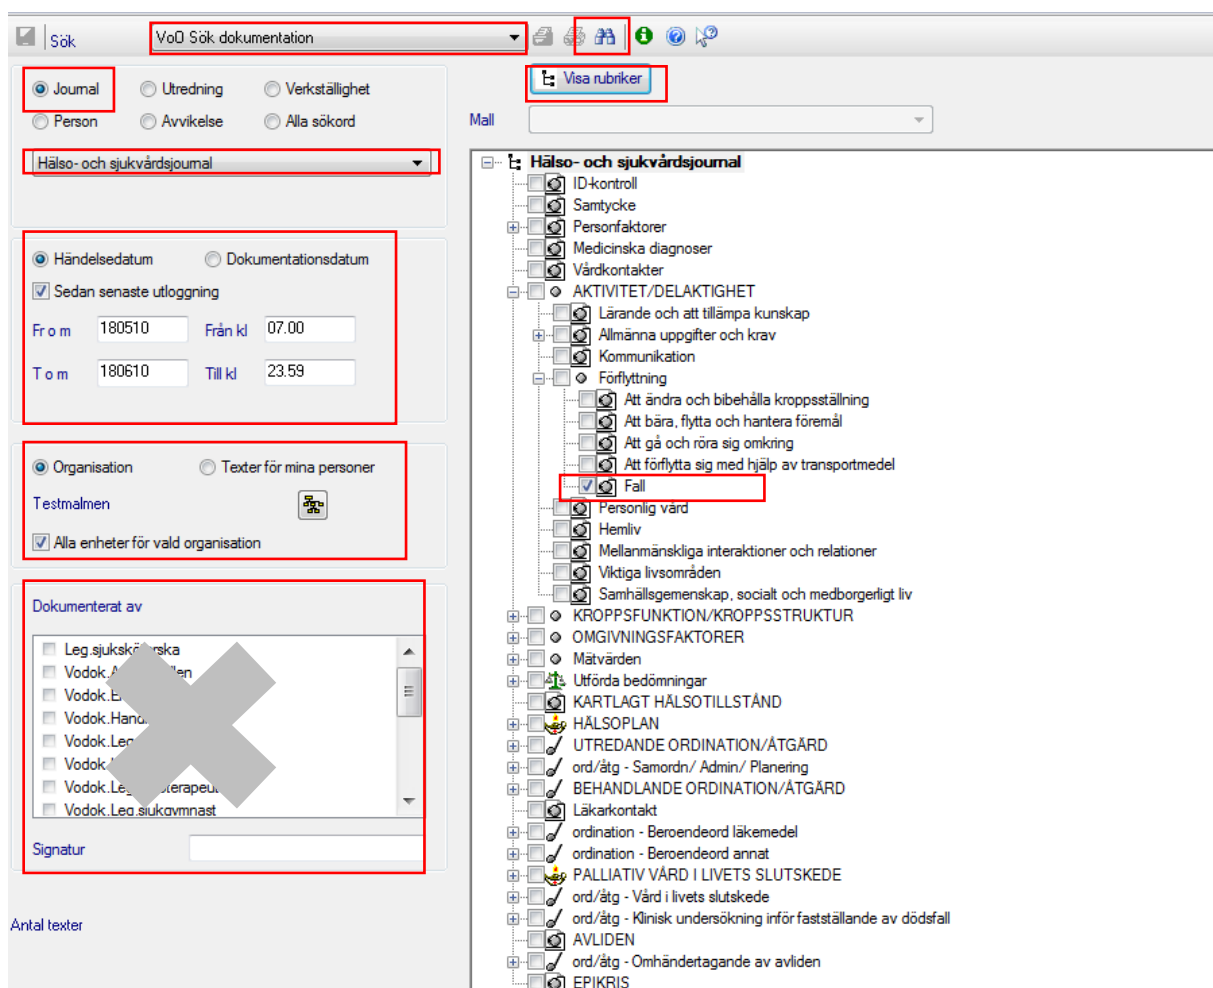 Sök VoO Sök dokumentation
Journal Utredning Verkställighet
Person Avvikelse Alla sökord
Hälso- och sjukvårdsjournal
Händelsedatum Dokumentationsdatum
Sedan senaste utloggning
Fr o m 180510 Från kl 07.00
T o m 180610 Till kl 23.59
Organisation Texter för mina personer
Testmalmen
Alla enheter för vald organisation
Dokumenterat av
Leg.sjuksköterska
Vodok.
Vodok.
Vodok.Hand
Vodok.Leg
Vodok.
Vodok.Leg
Vodok.Leg.sjukgymnast
Signatur
Antal texter
Visa rubriker
Mall
Hälso- och sjukvårdsjournal
ID-kontroll
Samtycke
Personfaktorer
Medicinska diagnoser
Vårdkontakter
AKTIVITET/DELAKTIGHET
Lärande och att tillämpa kunskap
Allmänna uppgifter och krav
Kommunikation
Förflyttning
Att ändra och bibehålla kroppsställning
Att bära, flytta och hantera föremål
Att gå och röra sig omkring
Att förflytta sig med hjälp av transportmedel
Fall
Personlig vård
Hemliv
Mellanmänskliga interaktioner och relationer
Viktiga livsområden
Samhällsgemenskap, socialt och medborgerligt liv
KROPPSFUNKTION/KROPPSSTRUKTUR
OMGIVNINGSFAKTORER
Mätvärden
Utförda bedömningar
KARTLAGT HÄLSOTILLSTÅND
HÄLSOPLAN
UTREDANDE ORDINATION/ÅTGÄRD
ord/åtg - Samordn/ Admin/ Planering
BEHANDLANDE ORDINATION/ÅTGÄRD
Läkarkontakt
ordination - Beroendeord läkemedel
ordination - Beroendeord annat
PALLIATIV VÅRD I LIVETS SLUTSKEDE
ord/åtg - Vård i livets slutskede
ord/åtg - Klinisk undersökning inför fastställande av dödsfall
AVLIDEN
ord/åtg - Omhändertagande av avliden
EPIKRIS